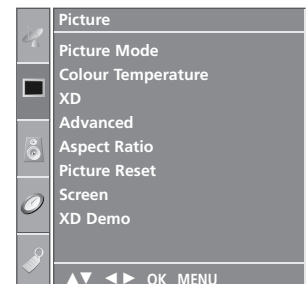 Picture
Picture Mode
Colour Temperature
XD
Advanced
Aspect Ratio
Picture Reset
Screen
XD Demo
▲▼ ◄► OK MENU